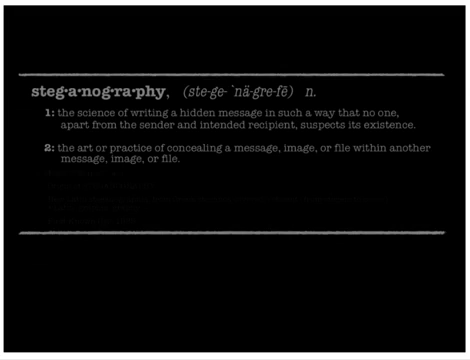 steg•a•nog•ra•phy, (ste-ge-ˈnä-gre-fē) n.
1: the science of writing a hidden message in such a way that no one,
apart from the sender and intended recipient, suspects its existence.
2: the art or practice of concealing a message, image, or file within another
message, image, or file.